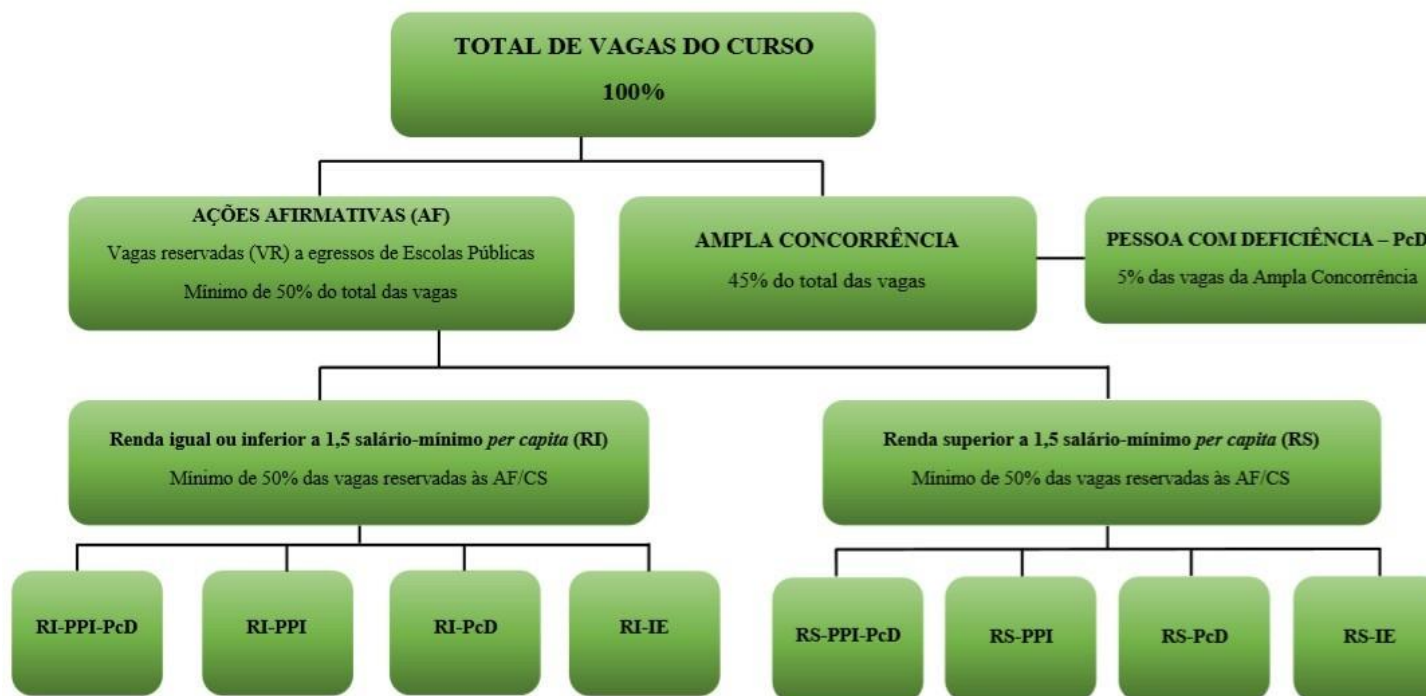 TOTAL DE VAGAS DO CURSO
100%
AÇÕES AFIRMATIVAS (AF)
Vagas reservadas (VR) a egressos de Escolas Públicas
Mínimo de 50% do total das vagas
AMPLA CONCORRÊNCIA
45% do total das vagas
PESSOA COM DEFICIÊNCIA – PcD
5% das vagas da Ampla Concorrência
Renda igual ou inferior a 1,5 salário-mínimo per capita (RI)
Mínimo de 50% das vagas reservadas às AF/CS
Renda superior a 1,5 salário-mínimo per capita (RS)
Mínimo de 50% das vagas reservadas às AF/CS
RI-PPI-PcD
RI-PPI
RI-PcD
RI-IE
RS-PPI-PcD
RS-PPI
RS-PcD
RS-IE